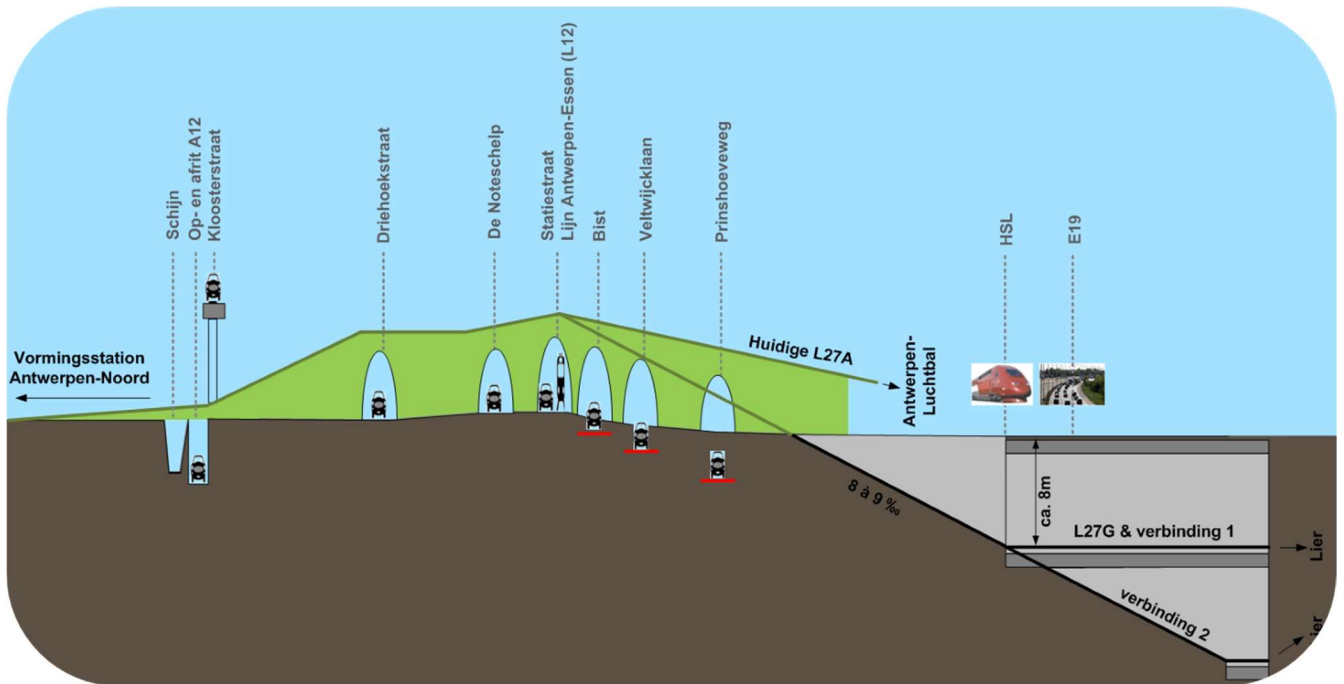 Schijn
Op- en afrit A12
Kloosterstraat
Driehoekstraat
De Noteschelp
Statiestraat
Lijn Antwerpen-Essen (L12)
Bist
Veltwijcklaan
Prinshoeveweg
HSL
E19
Vormingsstation
Antwerpen-Noord
Huidige L27A
Antwerpen-
Luchtbal
8 à 9 ‰
ca. 8m
L27G & verbinding 1
Lier
verbinding 2